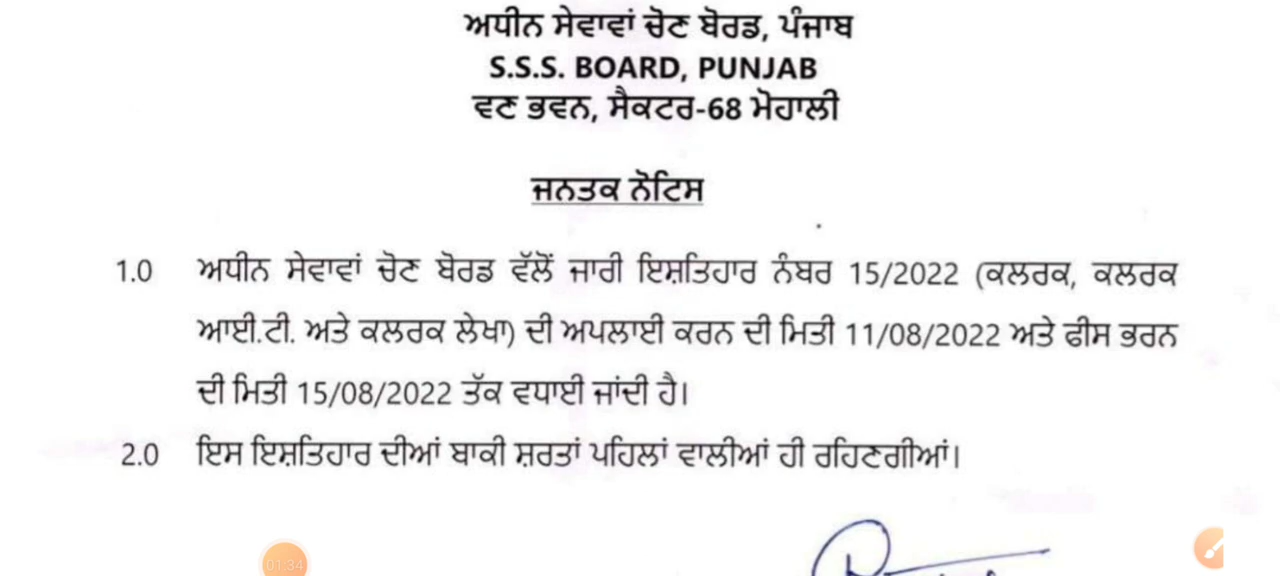 ਅਧੀਨ ਸੇਵਾਵਾਂ ਚੋਣ ਬੋਰਡ, ਪੰਜਾਬ
S.S.S. BOARD, PUNJAB
ਵਣ ਭਵਨ, ਸੈਕਟਰ-68 ਮੋਹਾਲੀ
ਜਨਤਕ ਨੋਟਿਸ
1.0 ਅਧੀਨ ਸੇਵਾਵਾਂ ਚੋਣ ਬੋਰਡ ਵੱਲੋਂ ਜਾਰੀ ਇਸ਼ਤਿਹਾਰ ਨੰਬਰ 15/2022 (ਕਲਰਕ, ਕਲਰਕ
ਆਈ.ਟੀ. ਅਤੇ ਕਲਰਕ ਲੇਖਾ) ਦੀ ਅਪਲਾਈ ਕਰਨ ਦੀ ਮਿਤੀ 11/08/2022 ਅਤੇ ਫੀਸ ਭਰਨ
ਦੀ ਮਿਤੀ 15/08/2022 ਤੱਕ ਵਧਾਈ ਜਾਂਦੀ ਹੈ।
2.0 ਇਸ ਇਸ਼ਤਿਹਾਰ ਦੀਆਂ ਬਾਕੀ ਸ਼ਰਤਾਂ ਪਹਿਲਾਂ ਵਾਲੀਆਂ ਹੀ ਰਹਿਣਗੀਆਂ।
01:34